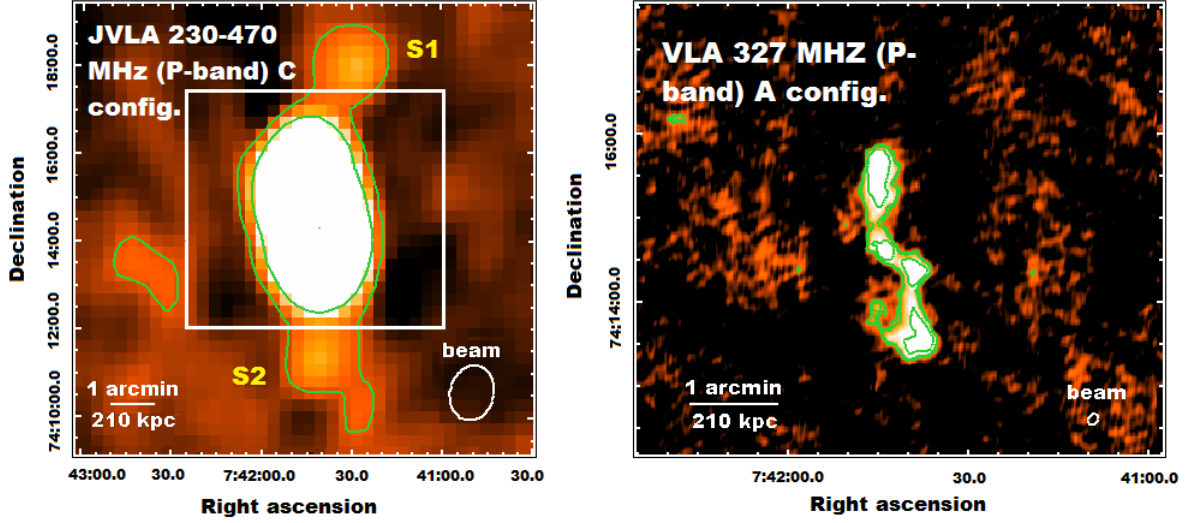 JVLA 230-470
MHz (P-band) C
config.
S1
S2
beam
1 arcmin
210 kpc
Declination
18:00.0
16:00.0
14:00.0
12:00.0
74:10:00.0
43:00.0
30.0
7:42:00.0
30.0
41:00.0
30.0
Right ascension
VLA 327 MHZ (P-
band) A config.
beam
1 arcmin
210 kpc
Declination
16:00.0
74:14:00.0
7:42:00.0
30.0
41:00.0
Right ascension